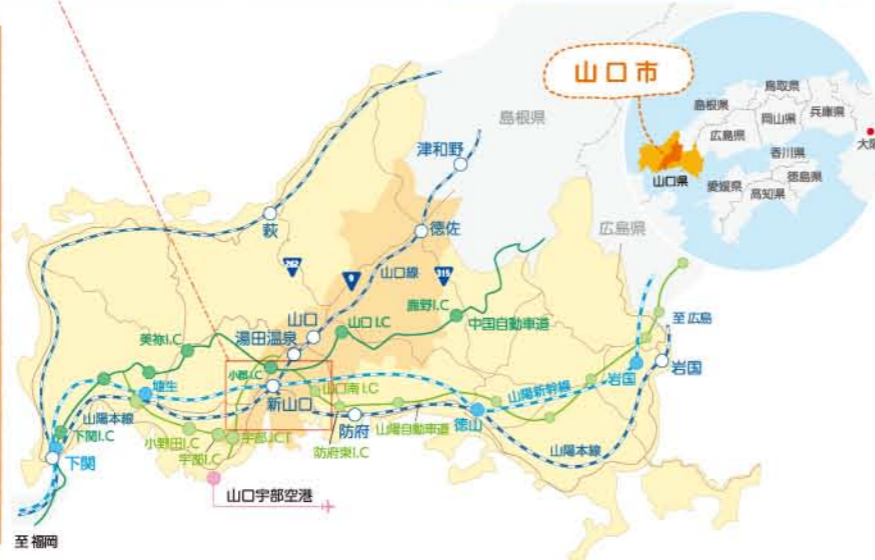 山口市
鳥取県
島根県
兵庫県
岡山県
広島県
大阪
香川県
山口県
愛媛県
徳島県
高知県
島根県
津和野
広島県
萩
徳佐
262
9
315
山口線
鹿野I.C
山口
山口I.C
中国自動車道
至広島
湯田温泉
美祢I.C
小郡I.C
岩国
岩国
埴生
山口南I.C
山陽新幹線
新山口
徳山
山陽本線
防府
山陽自動車道
下関I.C
小野田I.C
宇部J.C.T
防府東I.C
山陽本線
宇部I.C
下関
山口宇部空港
至福岡